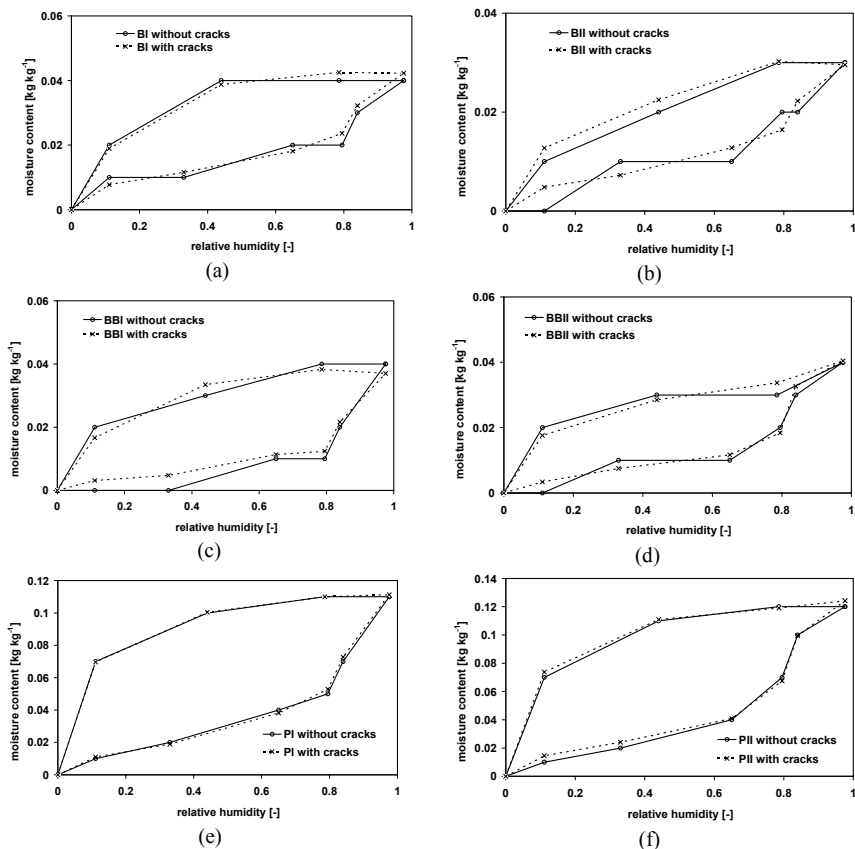 0.06
0.04
0.02
0
0 0.2 0.4 0.6 0.8 1
relative humidity [-]
moisture content [kg kg-1]
BI without cracks
BI with cracks
(a)
0.04
0.02
0
0 0.2 0.4 0.6 0.8 1
relative humidity [-]
moisture content [kg kg-1]
BII without cracks
BII with cracks
(b)
0.06
0.04
0.02
0
0 0.2 0.4 0.6 0.8 1
relative humidity [-]
moisture content [kg kg-1]
BBI without cracks
BBI with cracks
(c)
0.06
0.04
0.02
0
0 0.2 0.4 0.6 0.8 1
relative humidity [-]
moisture content [kg kg-1]
BBII without cracks
BBII with cracks
(d)
0.12
0.1
0.08
0.06
0.04
0.02
0
0 0.2 0.4 0.6 0.8 1
relative humidity [-]
moisture content [kg kg-1]
PI without cracks
PI with cracks
(e)
0.14
0.12
0.1
0.08
0.06
0.04
0.02
0
0 0.2 0.4 0.6 0.8 1
relative humidity [-]
moisture content [kg kg-1]
PII without cracks
PII with cracks
(f)